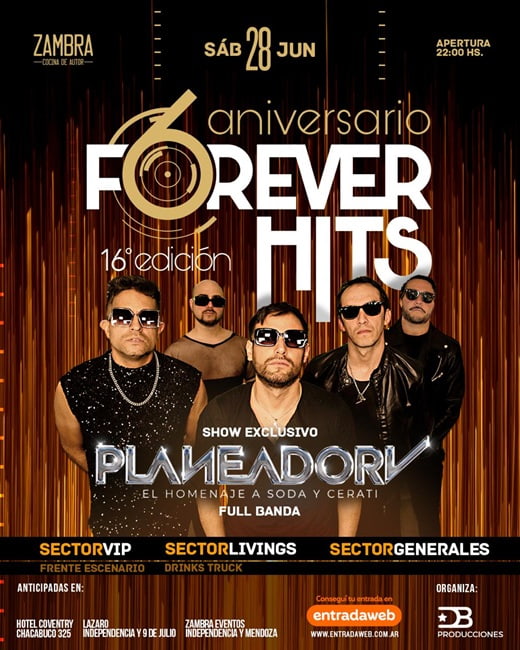 ZAMBRA
COCINA DE AUTOR
SÁB 28 JUN
APERTURA
22:00 HS.
6 aniversario
FOREVER
HITS
16° edición
SHOW EXCLUSIVO
PLANEADORV
EL HOMENAJE A SODA Y CERATI
FULL BANDA
SECTORVIP
FRENTE ESCENARIO
SECTORLIVINGS
DRINKS TRUCK
SECTORGENERALES
ANTICIPADAS EN:
HOTEL COVENTRY
CHACABUCO 325
LAZARO
INDEPENDENCIA Y 9 DE JULIO
ZAMBRA EVENTOS
INDEPENDENCIA Y MENDOZA
Conseguí tu entrada en
entradaweb
WWW.ENTRADAWEB.COM.AR
ORGANIZA:
DB
PRODUCCIONES